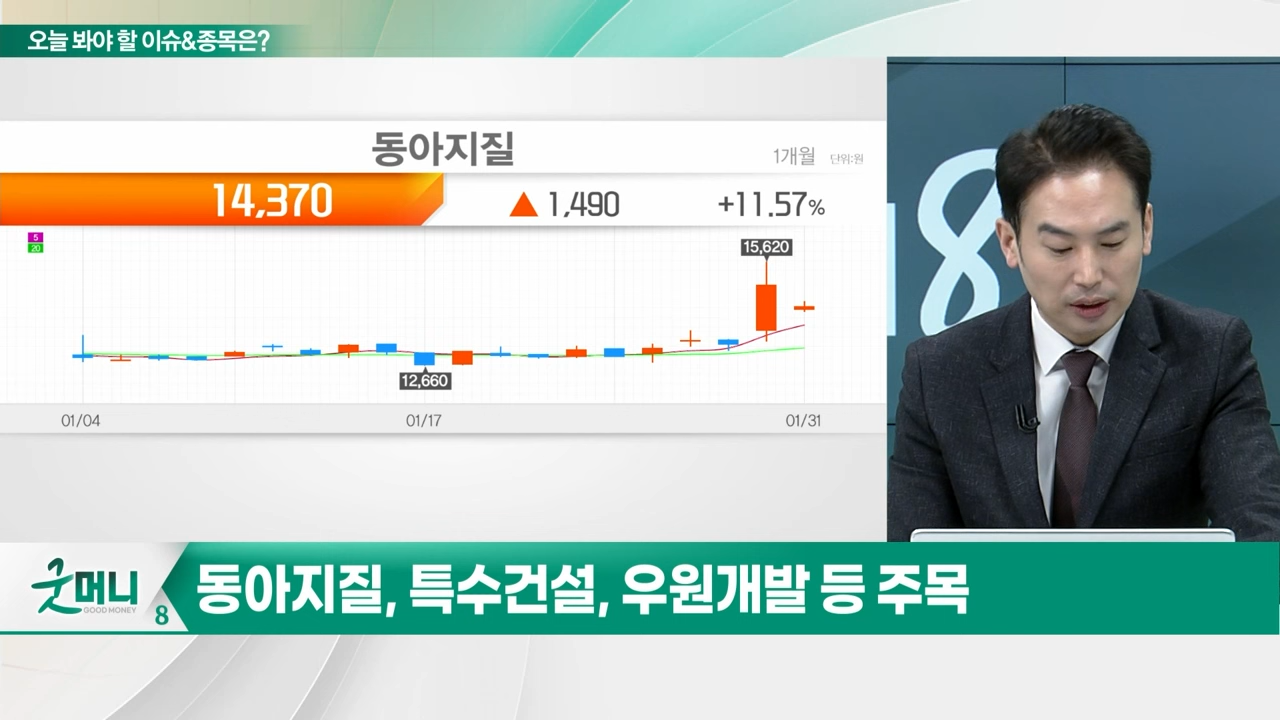 오늘 봐야 할 이슈&종목은?
동아지질
1개월 단위:원
14,370 ▲ 1,490 +11.57%
5
20
15,620
12,660
01/04 01/17 01/31
8
굿머니
GOOD MONEY
8
동아지질, 특수건설, 우원개발 등 주목